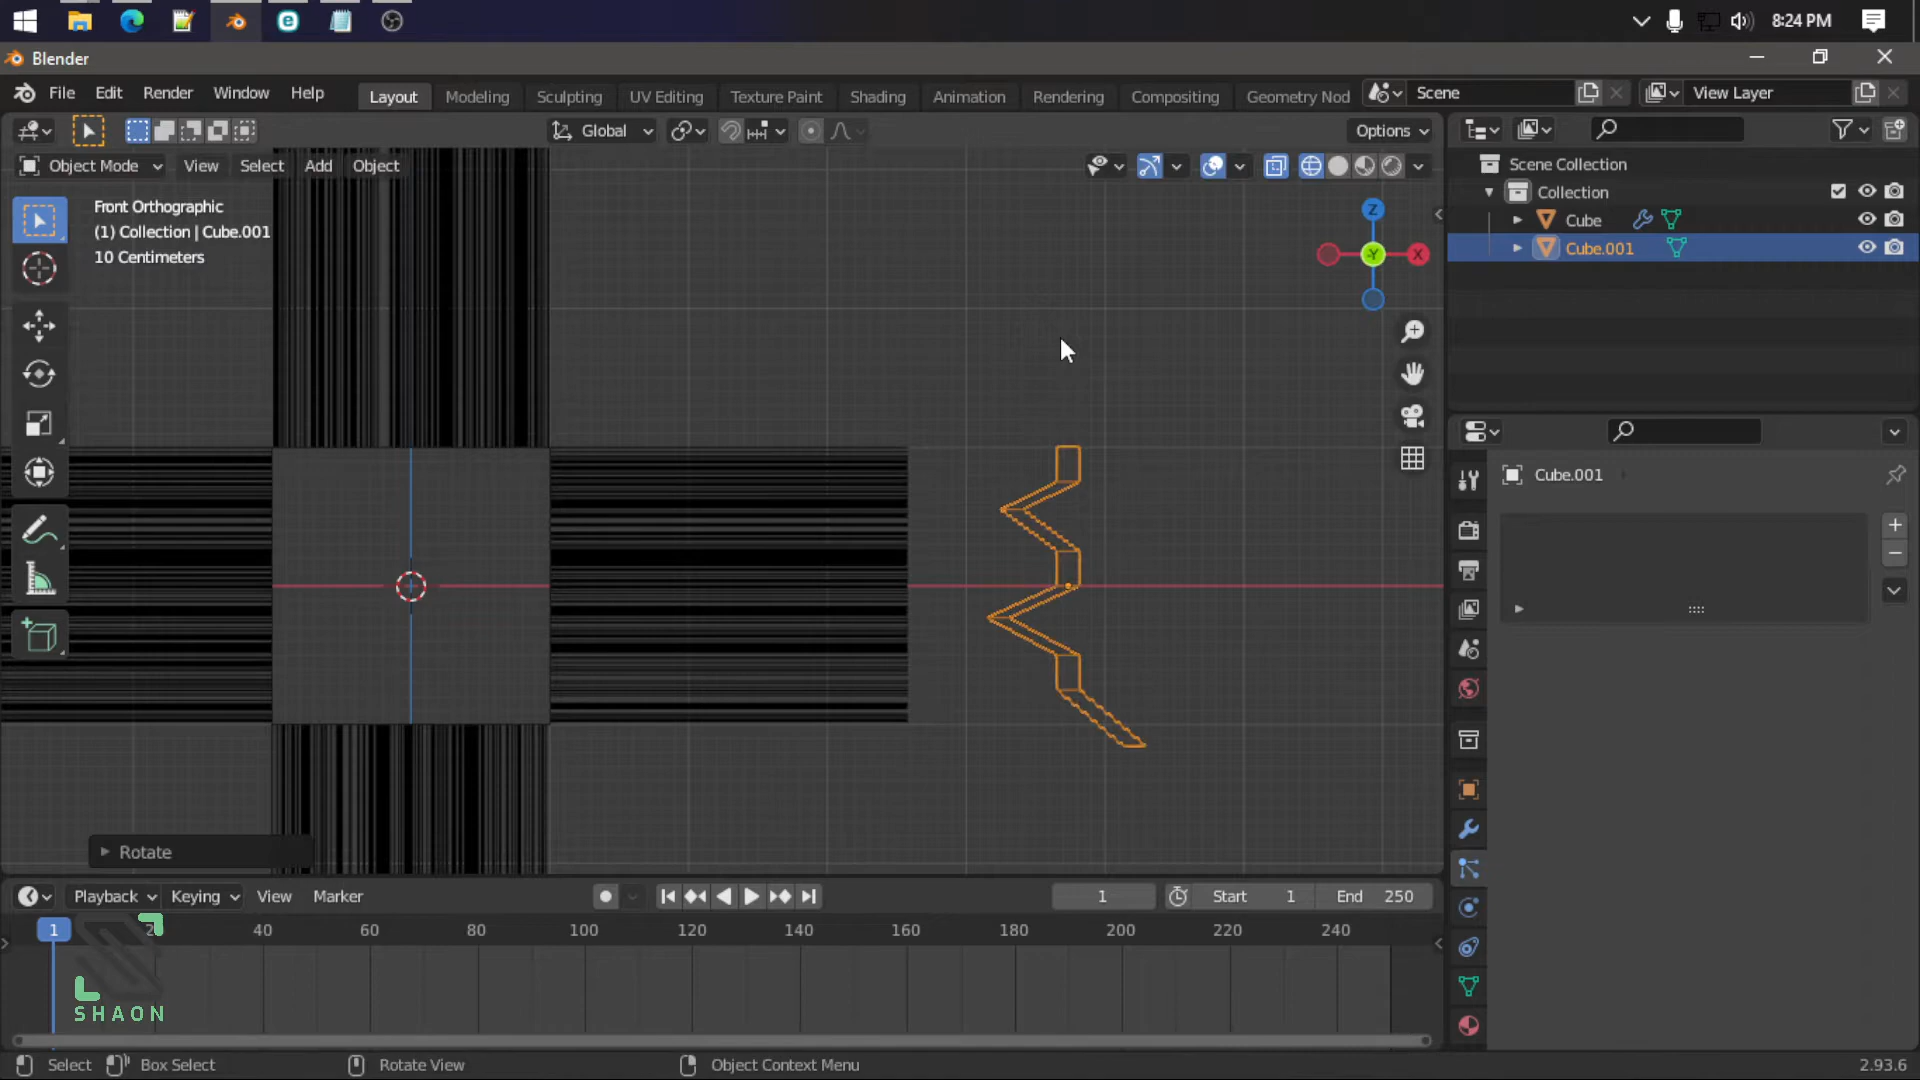 8:24 PM
Blender
File Edit Render Window Help
Layout Modeling Sculpting UV Editing Texture Paint Shading Animation Rendering Compositing Geometry Nod
Scene
View Layer
Global
Options
Object Mode View Select Add Object
Front Orthographic
(1) Collection | Cube.001
10 Centimeters
Z
Y
X
Scene Collection
Collection
Cube
Cube.001
Cube.001
Rotate
Playback Keying View Marker
1
Start 1
End 250
1 20 40 60 80 100 120 140 160 180 200 220 240
SHAON
Select Box Select Rotate View Object Context Menu 2.93.6